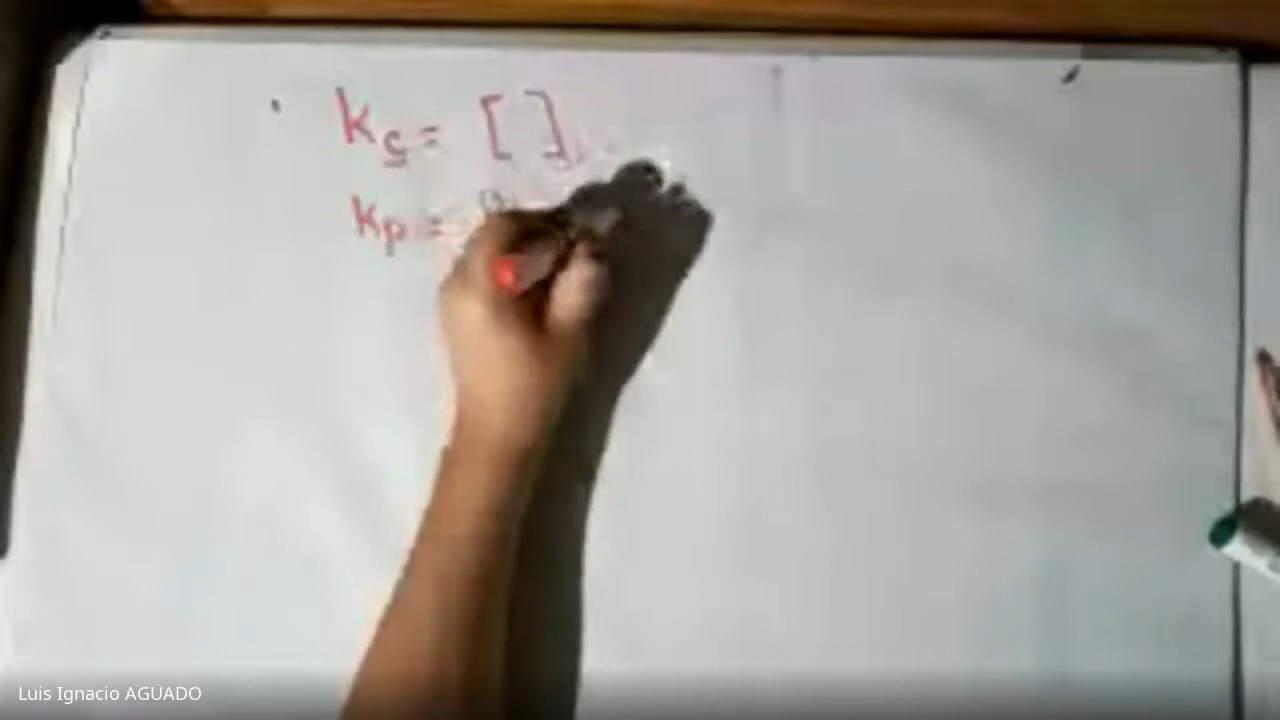 Kc = [ ]
Kp =
Luis Ignacio AGUADO